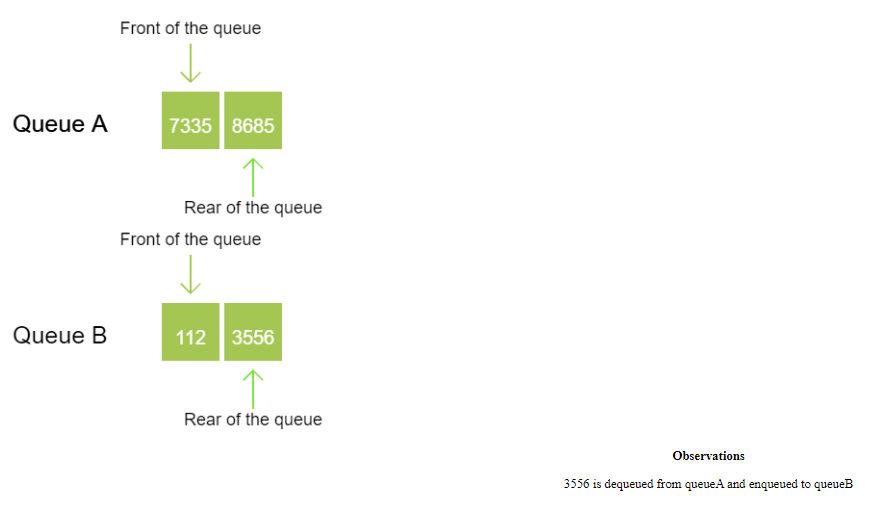 Front of the queue
Queue A
7335 8685
Rear of the queue
Front of the queue
Queue B
112 3556
Rear of the queue
Observations
3556 is dequeued from queueA and enqueued to queueB